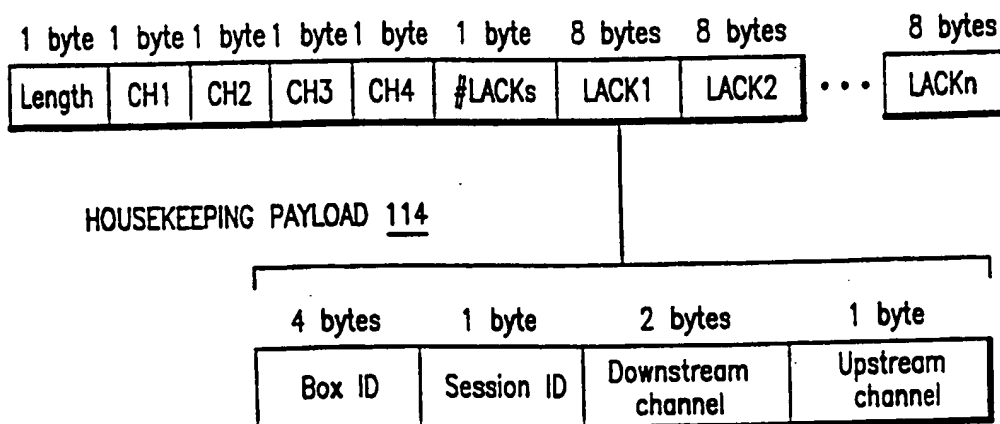 1 byte 1 byte 1 byte 1 byte 1 byte 1 byte 8 bytes 8 bytes 8 bytes
Length CH1 CH2 CH3 CH4 #LACKs LACK1 LACK2 • • • LACKn
HOUSEKEEPING PAYLOAD 114
4 bytes 1 byte 2 bytes 1 byte
Box ID Session ID Downstream channel Upstream channel